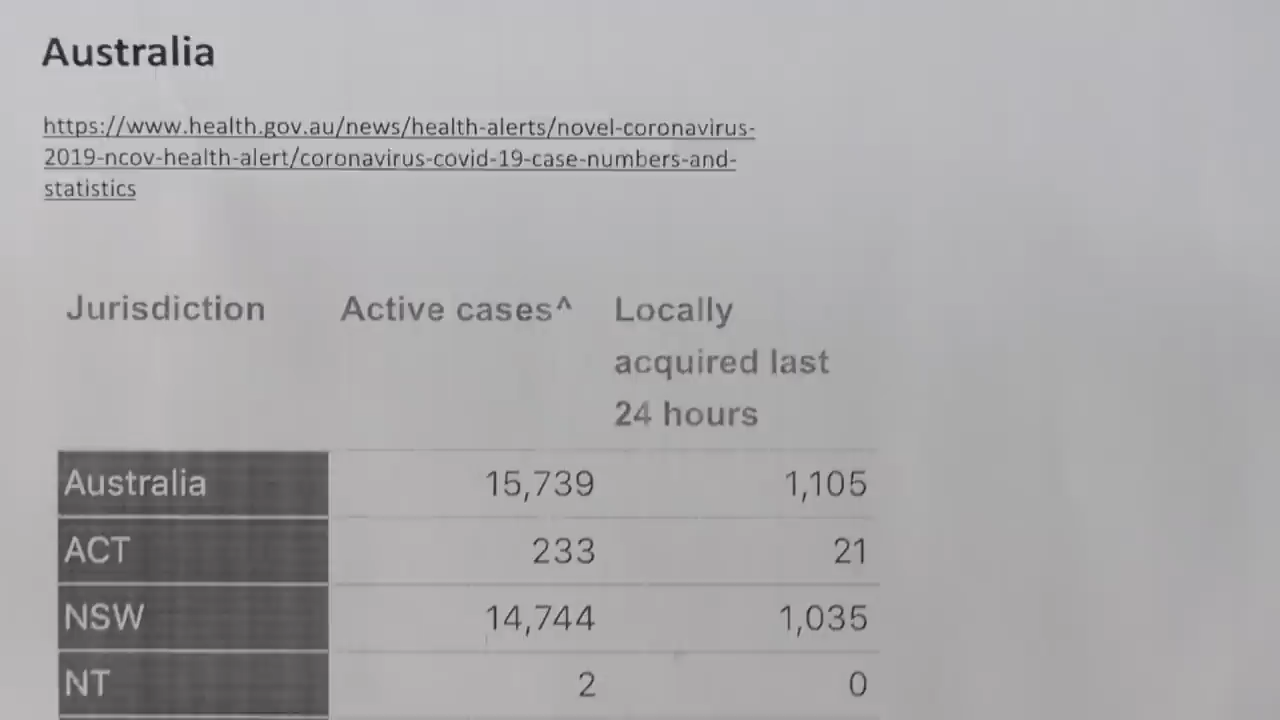 Australia
https://www.health.gov.au/news/health-alerts/novel-coronavirus-
2019-ncov-health-alert/coronavirus-covid-19-case-numbers-and-
statistics
Jurisdiction Active cases^ Locally
acquired last
24 hours
Australia 15,739 1,105
ACT 233 21
NSW 14,744 1,035
NT 2 0